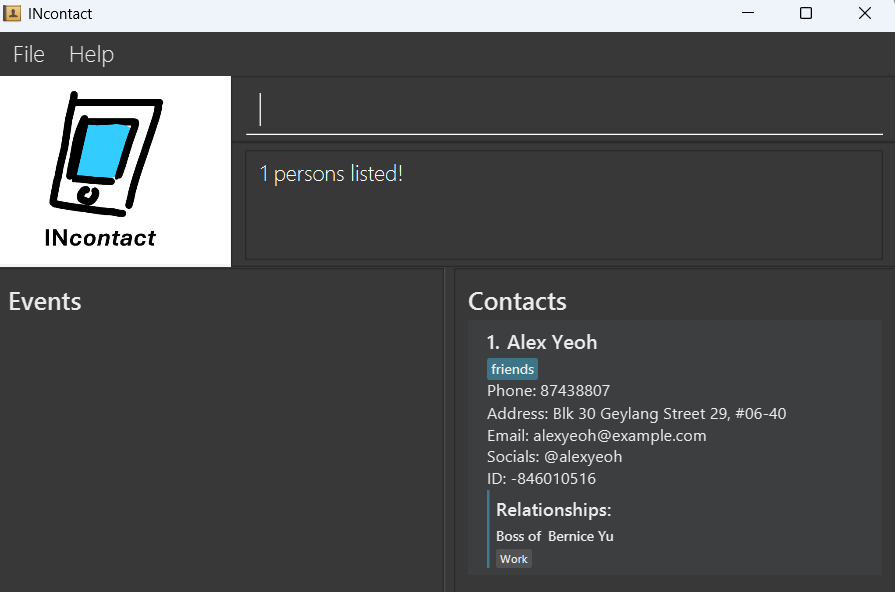 INcontact
File Help
INcontact
1 persons listed!
Events
Contacts
1. Alex Yeoh
friends
Phone: 87438807
Address: Blk 30 Geylang Street 29, #06-40
Email: alexyeoh@example.com
Socials: @alexyeoh
ID: -846010516
Relationships:
Boss of Bernice Yu
Work